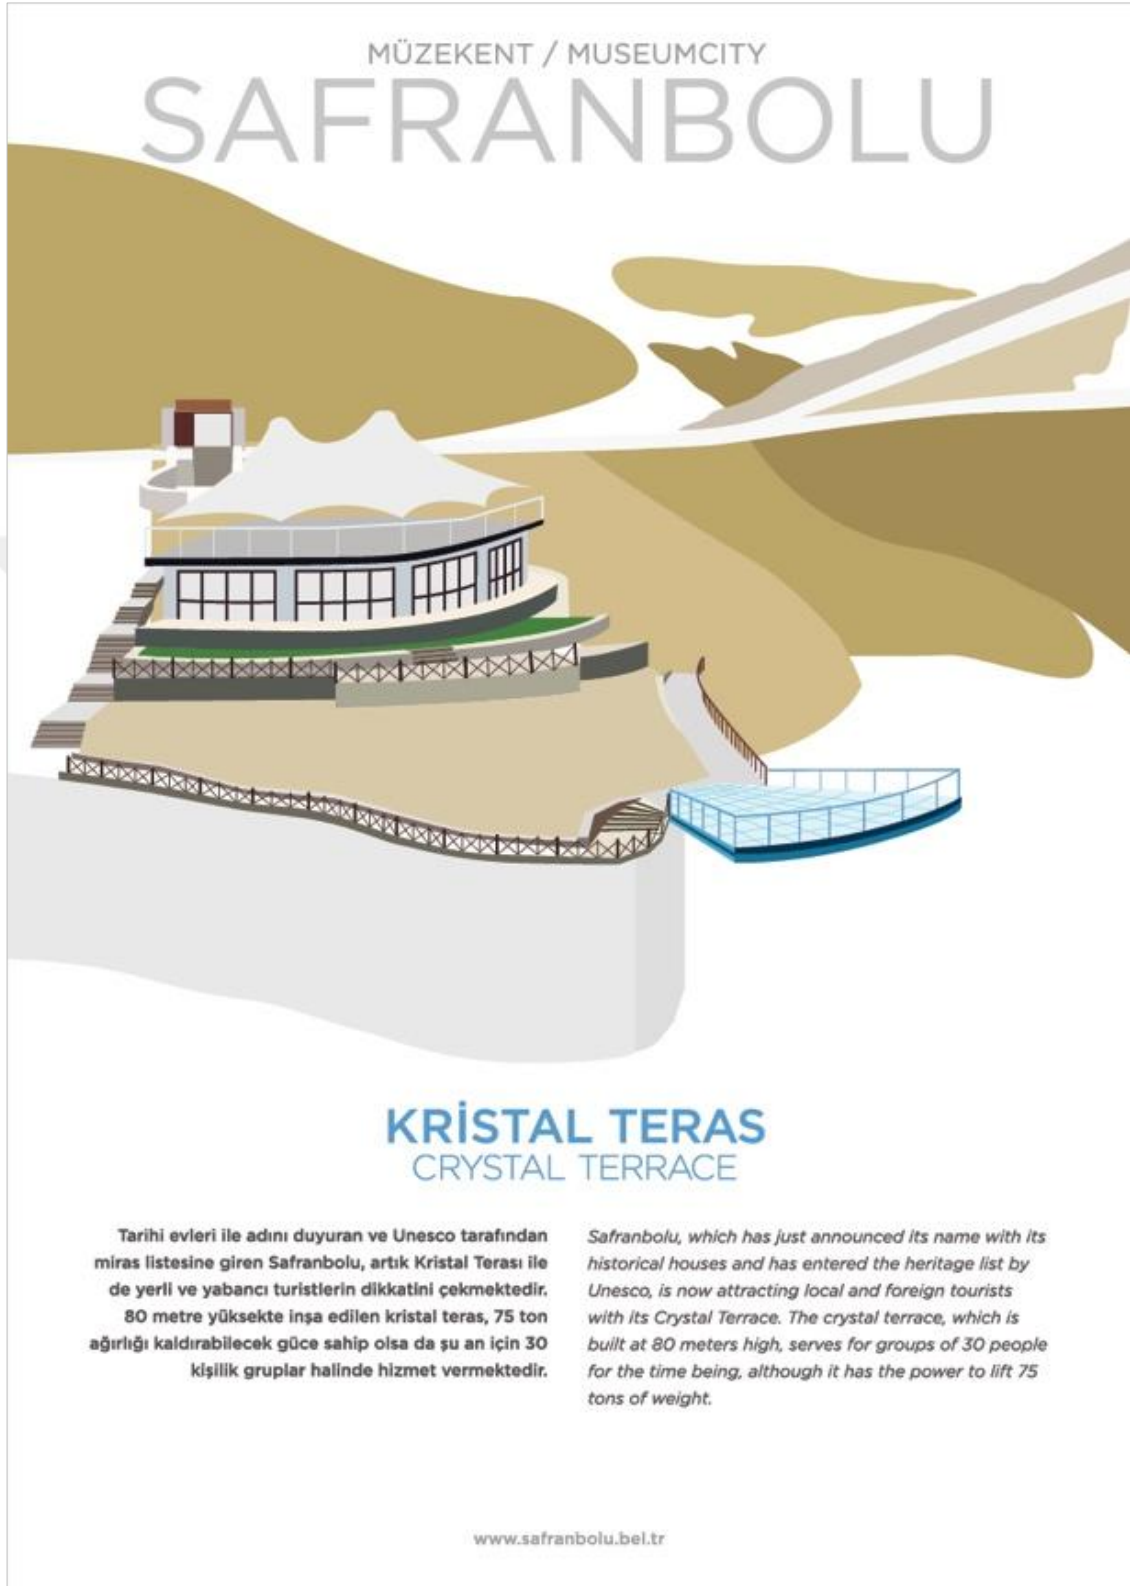 MÜZEKENT / MUSEUMCITY
SAFRANBOLU
KRİSTAL TERAS
CRYSTAL TERRACE
Tarihi evleri ile adını duyuran ve Unesco tarafından
miras listesine giren Safranbolu, artık Kristal Terası ile
de yerli ve yabancı turistlerin dikkatini çekmektedir.
80 metre yüksekte inşa edilen kristal teras, 75 ton
ağırlığı kaldırabilecek güce sahip olsa da şu an için 30
kişilik gruplar halinde hizmet vermektedir.
Safranbolu, which has just announced its name with its
historical houses and has entered the heritage list by
Unesco, is now attracting local and foreign tourists
with its Crystal Terrace. The crystal terrace, which is
built at 80 meters high, serves for groups of 30 people
for the time being, although it has the power to lift 75
tons of weight.
www.safranbolu.bel.tr